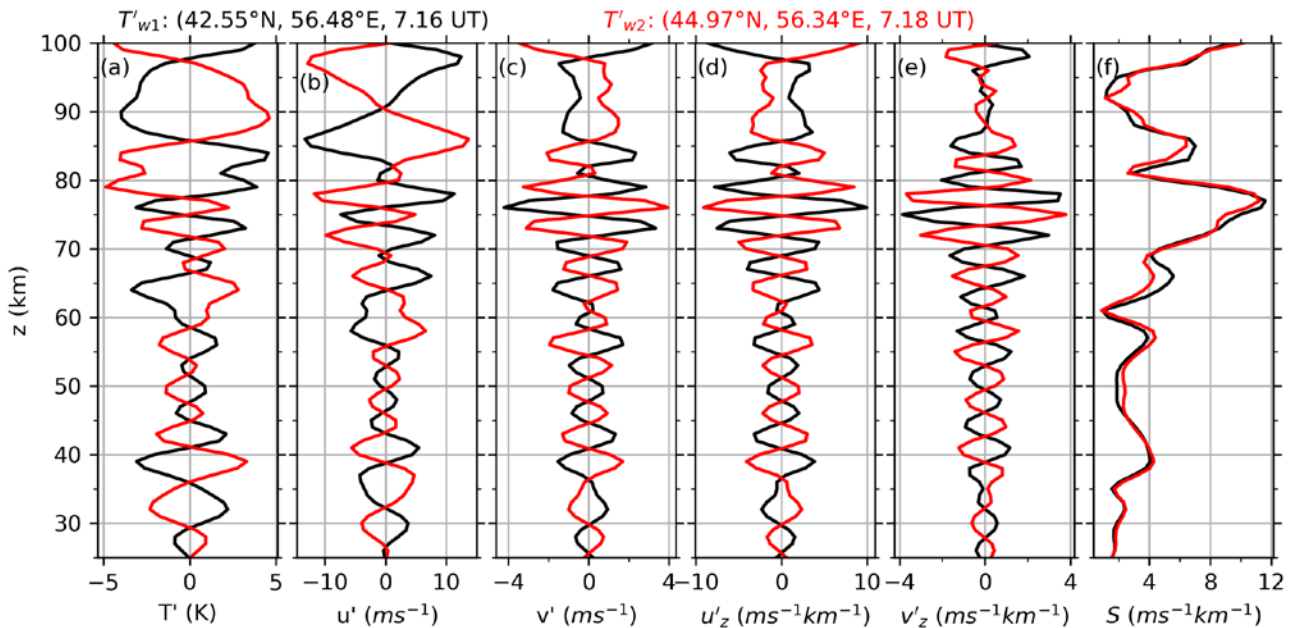 T'w1: (42.55°N, 56.48°E, 7.16 UT) T'w2: (44.97°N, 56.34°E, 7.18 UT)
(a) (b) (c) (d) (e) (f)
100
90
80
70
60
50
40
30
z (km)
−5 0 5 −10 0 10 −4 0 4 −10 0 10 −4 0 4 4 8 12
T' (K) u' (ms⁻¹) v' (ms⁻¹) u'z (ms⁻¹km⁻¹) v'z (ms⁻¹km⁻¹) S (ms⁻¹km⁻¹)